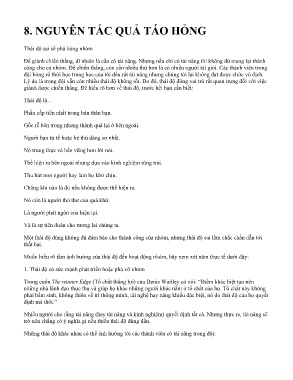 8. NGUYÊN TẮC QUẢ TÁO HỎNG
Thái độ sai sẽ phá hỏng nhóm
Để giành chiến thắng, dĩ nhiên là cần có tài năng. Nhưng nếu chỉ có tài năng thì không đủ mang lại thành
công cho cá nhóm. Để chiến thắng, còn cần nhiều thứ hơn là có nhiều người tài giỏi. Các thành viên trong
đội bóng rổ thời học trung học của tôi đều rất tài năng nhưng chúng tôi lại không đạt được chức vô địch.
Lý do là trong đội vẫn còn nhiều thái độ không tốt. Do đó, thái độ đóng vai trò rất quan trọng đối với việc
giành được chiến thắng. Để hiểu rõ hơn về thái độ, trước hết bạn cần biết:
Thái độ là…
Phần cấp tiến nhất trong bản thân bạn.
Gốc rễ bên trong nhưng thành quả lại ở bên ngoài.
Người bạn tử tế hoặc kẻ thù đáng sợ nhất.
Nó trung thực và bền vững hơn lời nói.
Thể hiện ra bên ngoài nhưng dựa vào kinh nghiệm từng trải.
Thu hút mọi người hay làm họ khó chịu.
Chẳng khi nào là đủ nếu không được thể hiện ra.
Nó còn là người thủ thư của quá khứ.
Là người phát ngôn của hiện tại.
Và là sự tiên đoán cho tương lai chúng ta.
Một thái độ đúng không đủ đảm bảo cho thành công của nhóm, nhưng thái độ sai lầm chắc chắn dẫn tới
thất bại.
Muốn hiểu rõ tầm ảnh hưởng của thái độ đến hoạt động nhóm, hãy xem xét năm thực tế dưới đây:
1. Thái độ có sức mạnh phát triển hoặc phá vỡ nhóm
Trong cuốn The winner Edge (Tố chất thắng lợi) của Denis Waitley có nói: “Điểm khác biệt tạo nên
những nhà lãnh đạo thực thụ và giúp họ khác những người khác nằm ở tố chất của họ. Tố chất này không
phải bẩm sinh, không thiên về trí thông minh, tài nghệ hay năng khiếu đặc biệt, nó do thái độ của họ quyết
định mà thôi.”
Nhiều người cho rằng tài năng (hay tài năng và kinh nghiệm) quyết định tất cả. Nhưng thực ra, tài năng sẽ
trở nên chẳng có ý nghĩa gì nếu thiếu thái độ đúng đắn.
Những thái độ khác nhau có thể ảnh hưởng tới các thành viên có tài năng trong đội: